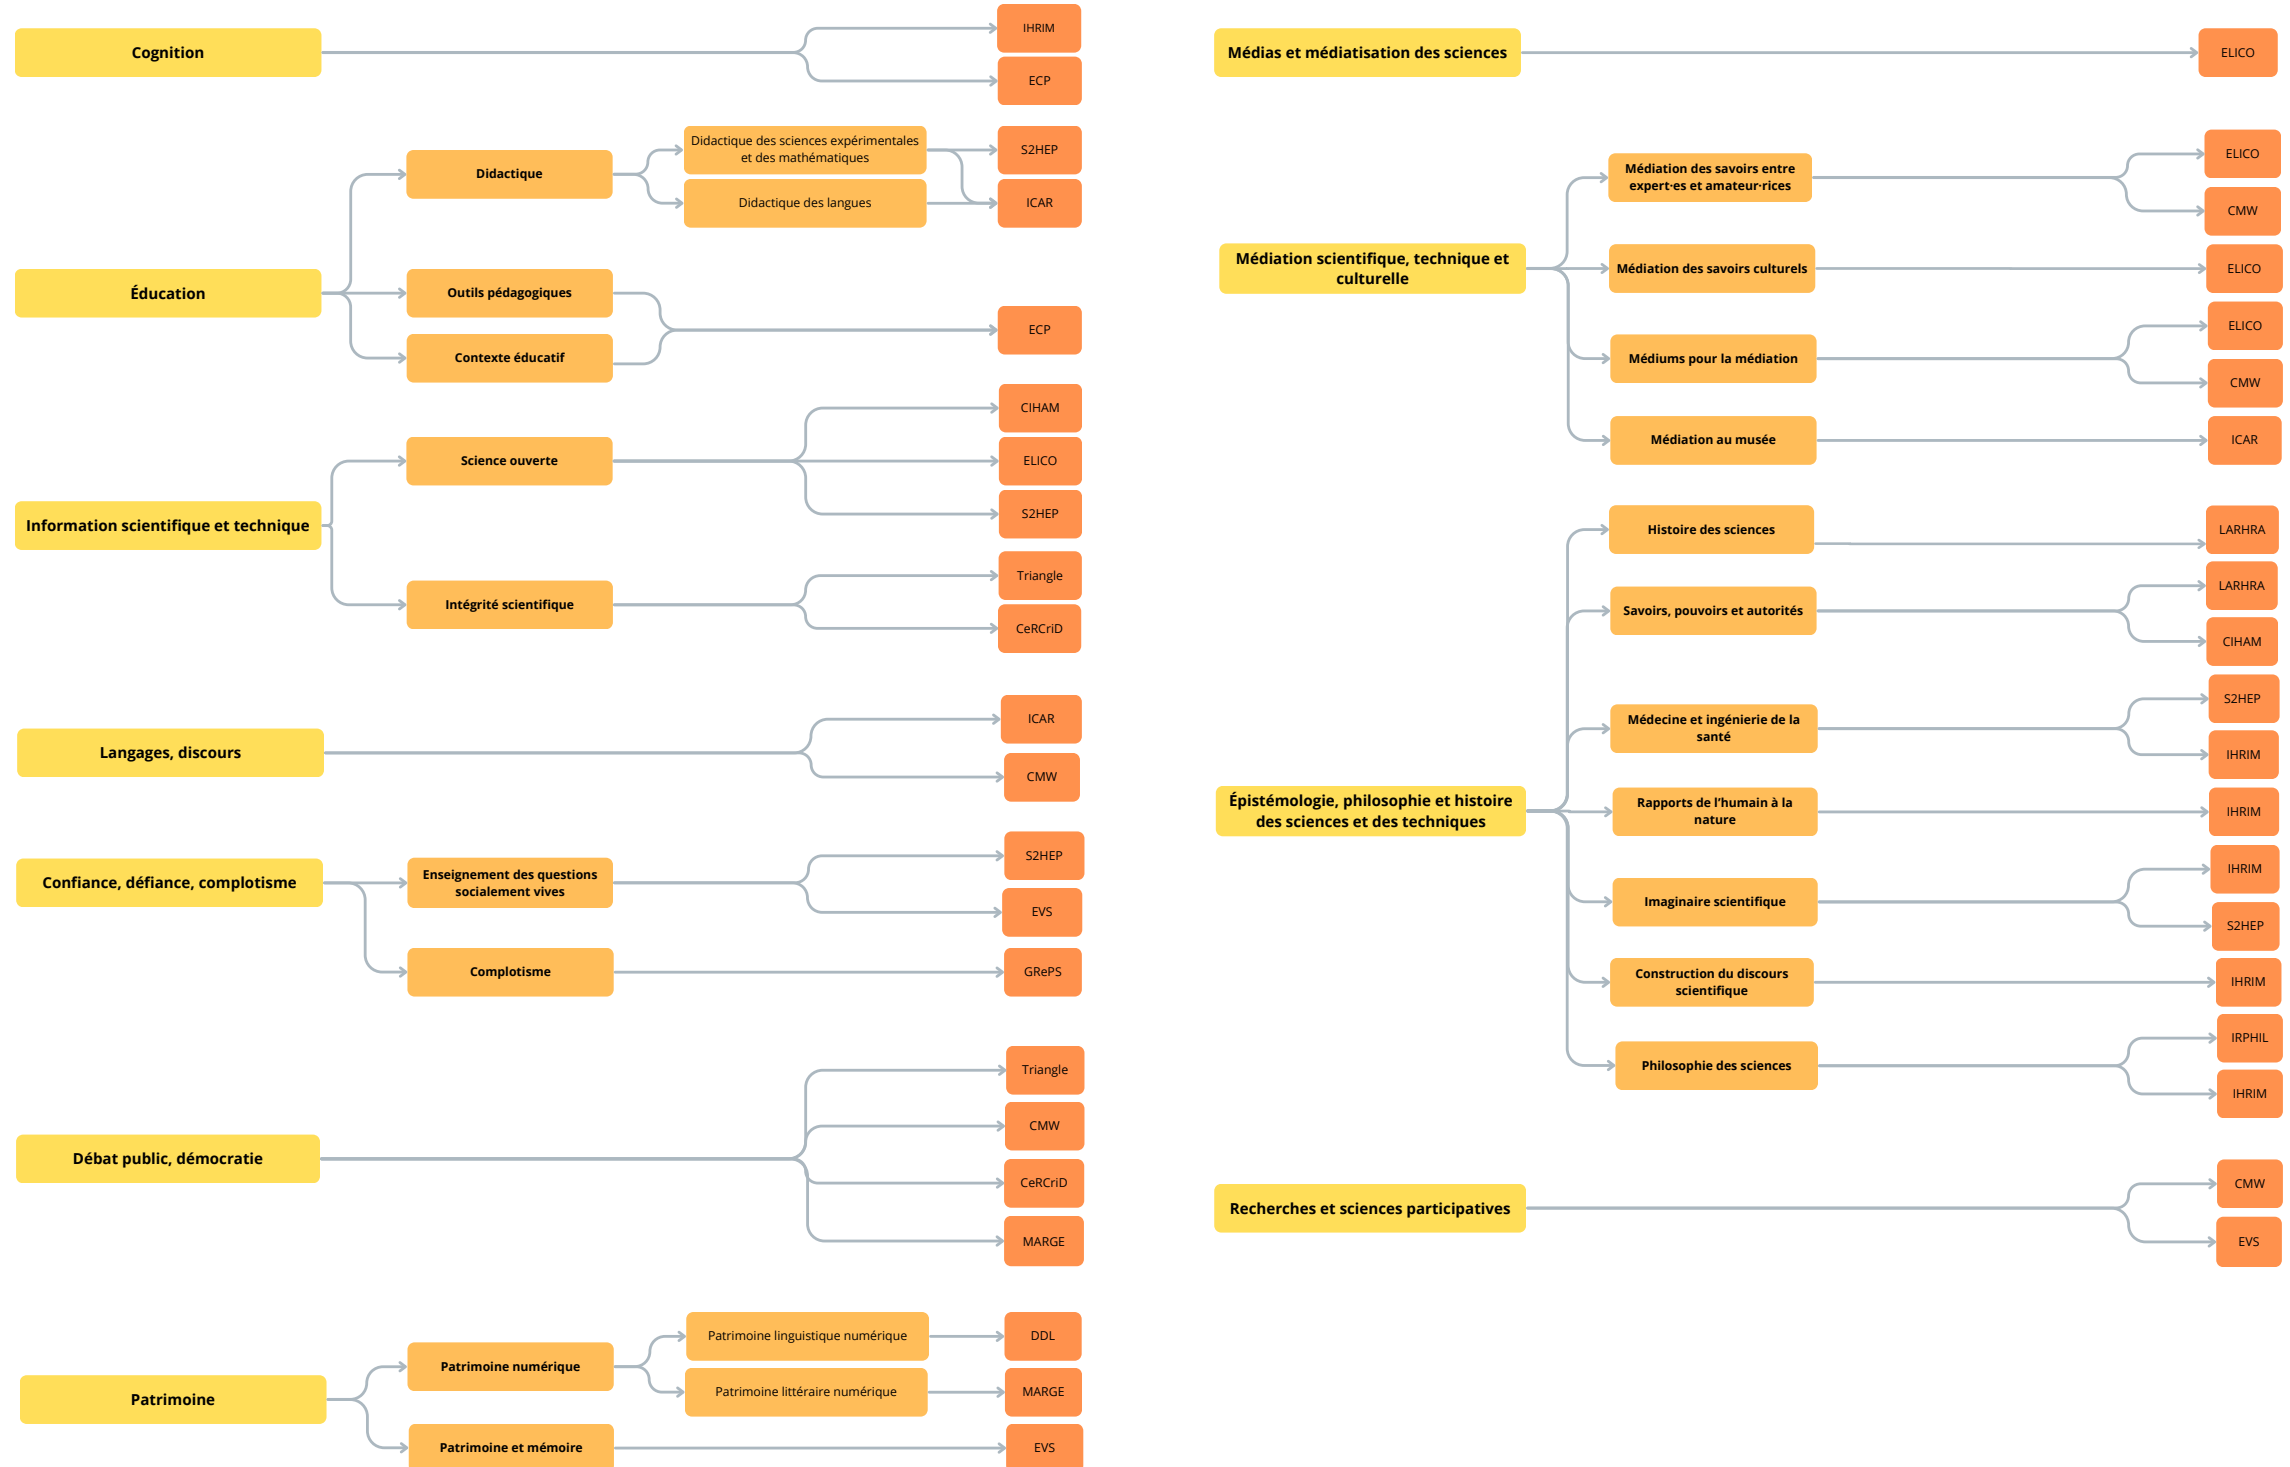 Cognition
IHRIM
ECP
Éducation
Didactique
Didactique des sciences expérimentales
et des mathématiques
Didactique des langues
S2HEP
ICAR
Outils pédagogiques
Contexte éducatif
ECP
Information scientifique et technique
Science ouverte
CIHAM
ELICO
S2HEP
Intégrité scientifique
Triangle
CeRCriD
Langages, discours
ICAR
CMW
Confiance, défiance, complotisme
Enseignement des questions
socialement vives
S2HEP
EVS
Complotisme
GRePS
Débat public, démocratie
Triangle
CMW
CeRCriD
MARGE
Patrimoine
Patrimoine numérique
Patrimoine linguistique numérique
DDL
Patrimoine littéraire numérique
MARGE
Patrimoine et mémoire
EVS
Médias et médiatisation des sciences
ELICO
Médiation scientifique, technique et
culturelle
Médiation des savoirs entre
expert·es et amateur·rices
ELICO
CMW
Médiation des savoirs culturels
ELICO
Médiums pour la médiation
ELICO
CMW
Médiation au musée
ICAR
Épistémologie, philosophie et histoire
des sciences et des techniques
Histoire des sciences
LARHRA
Savoirs, pouvoirs et autorités
LARHRA
CIHAM
Médecine et ingénierie de la
santé
S2HEP
IHRIM
Rapports de l’humain à la
nature
IHRIM
Imaginaire scientifique
IHRIM
S2HEP
Construction du discours
scientifique
IHRIM
Philosophie des sciences
IRPHIL
IHRIM
Recherches et sciences participatives
CMW
EVS